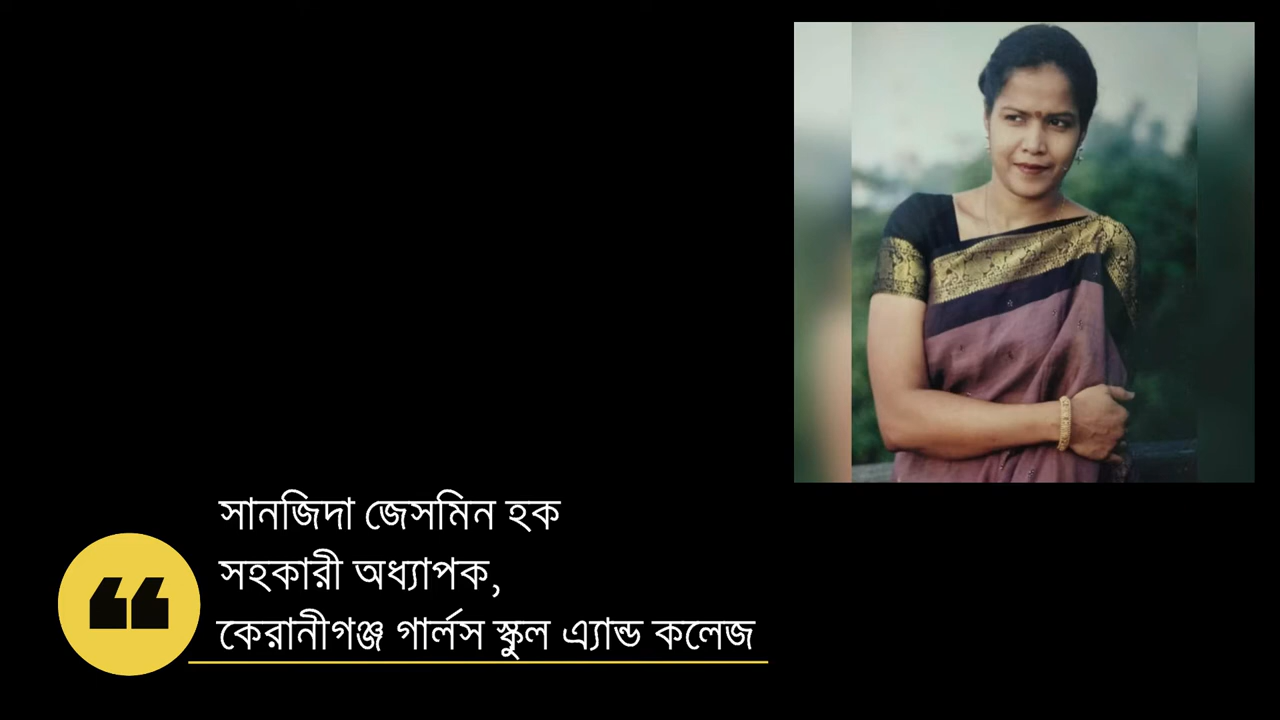 সানজিদা জেসমিন হক
সহকারী অধ্যাপক,
কেরানীগঞ্জ গার্লস স্কুল এ্যান্ড কলেজ